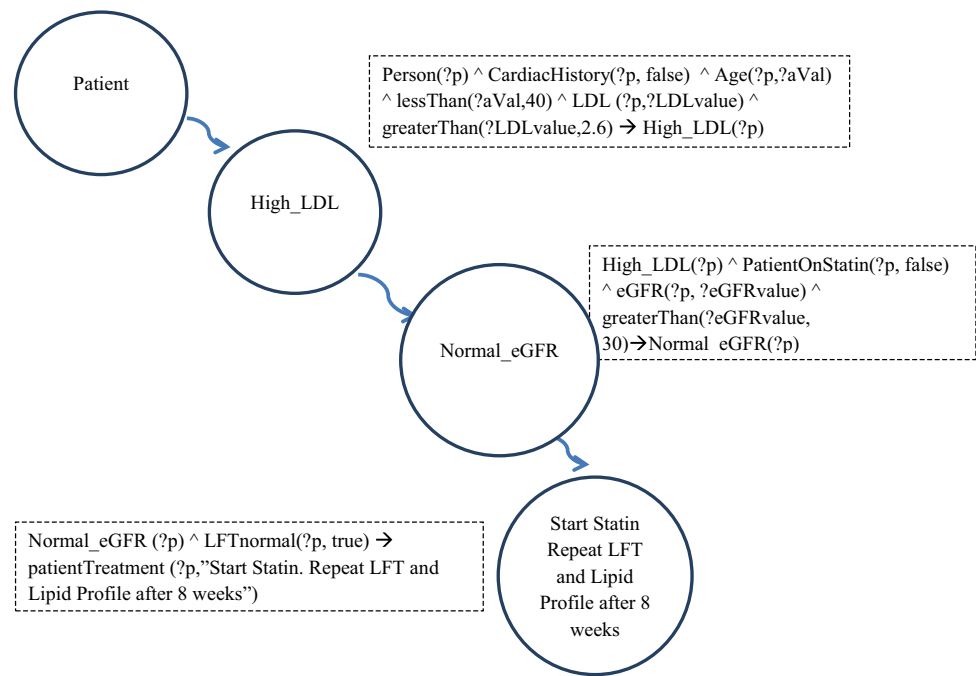 Patient
Person(?p) ^ CardiacHistory(?p, false) ^ Age(?p,?aVal)
^ lessThan(?aVal,40) ^ LDL (?p,?LDLvalue) ^
greaterThan(?LDLvalue,2.6) → High_LDL(?p)
High_LDL
High_LDL(?p) ^ PatientOnStatin(?p, false)
^ eGFR(?p, ?eGFRvalue) ^
greaterThan(?eGFRvalue,
30)→Normal_eGFR(?p)
Normal_eGFR
Normal_eGFR (?p) ^ LFTnormal(?p, true) →
patientTreatment (?p,”Start Statin. Repeat LFT and
Lipid Profile after 8 weeks”)
Start Statin
Repeat LFT
and Lipid
Profile after 8
weeks